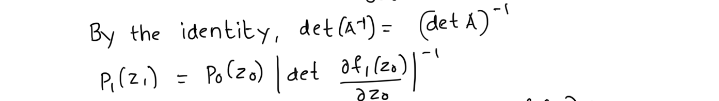 By the identity, det(A⁻¹) = (det A)⁻¹
P₁(z₁) = P₀(z₀) | det ∂f₁(z₀)/∂z₀ |⁻¹